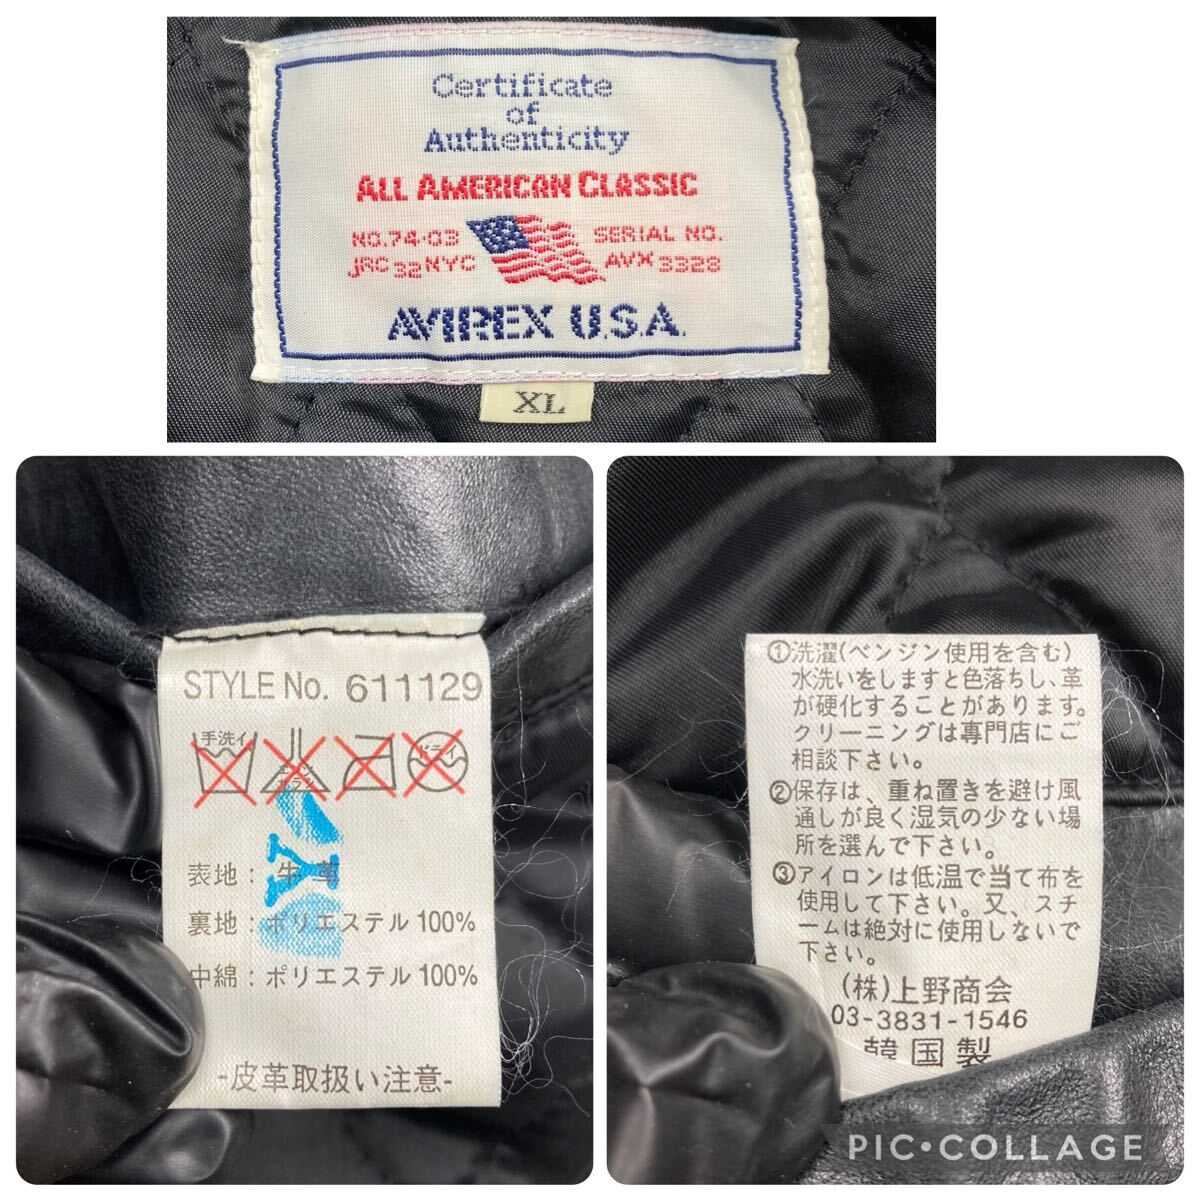 Certificate
of
Authenticity
ALL AMERICAN CLASSIC
NO.74-03 SERIAL NO.
JRC 32 NYC AVX 3328
AVIREX U.S.A.
XL
STYLE No. 611129
手洗イ ドライ
表地：牛革
裏地：ポリエステル 100%
中綿：ポリエステル 100%
-皮革取扱い注意-
①洗濯(ベンジン使用を含む)
水洗いをしますと色落ちし、革
が硬化することがあります。
クリーニングは専門店にご
相談下さい。
②保存は、重ね置きを避け風
通しが良く湿気の少ない場
所を選んで下さい。
③アイロンは低温で当て布を
使用して下さい。又、スチ
ームは絶対に使用しないで
下さい。
(株)上野商会
03-3831-1546
韓国製
PIC•COLLAGE